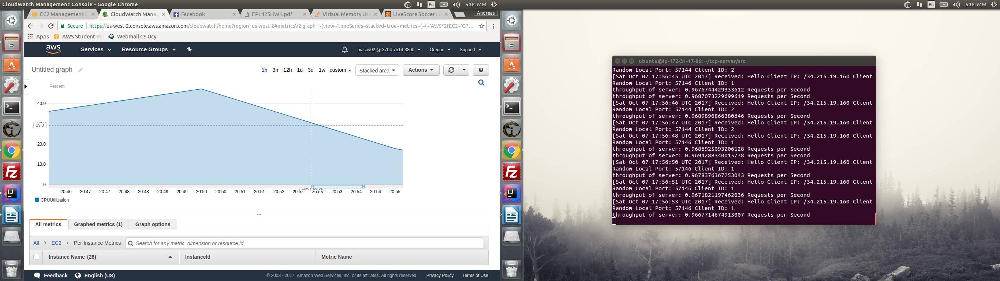 CloudWatch Management Console - Google Chrome
En
9:04 MM
En
9:04 MM
EC2 Management C
CloudWatch Manag
Facebook
EPL425HW1.pdf
Virtual Memory Usa
LiveScore Soccer : L
Andreas
Secure
https://us-west-2.console.aws.amazon.com/cloudwatch/home?region=us-west-2#metricsV2:graph=~(view~'timeSeries~stacked~true~metrics~(~(~'AWS*2fEC2~'CP...
Apps
AWS Student Po
Webmail CS Ucy
aws
Services
Resource Groups
aiacov02 @ 3704-7514-3800
Oregon
Support
Untitled graph
1h 3h 12h 1d 3d 1w custom
Stacked area
Actions
Percent
40.0
29.3
20.0
10.0
0
20:46 20:47 20:47 20:48 20:48 20:49 20:49 20:50 20:50 20:51 20:51 20:52 20:52 20:53 20:53 20:54 20:54 20:55
CPUUtilization
All metrics
Graphed metrics (1)
Graph options
All > EC2 > Per-Instance Metrics
Search for any metric, dimension or resource id
Instance Name (28)
InstanceId
Metric Name
Feedback
English (US)
© 2008 - 2017, Amazon Web Services, Inc. or its affiliates. All rights reserved.
Privacy Policy
Terms of Use
ubuntu@ip-172-31-17-86: ~/tcp-server/src
Random Local Port: 57144 Client ID: 2
[Sat Oct 07 17:56:45 UTC 2017] Received: Hello Client IP: /34.215.19.160 Client
Random Local Port: 57146 Client ID: 1
throughput of server: 0.9676744429333612 Requests per Second
throughput of server: 0.9687073229699619 Requests per Second
[Sat Oct 07 17:56:46 UTC 2017] Received: Hello Client IP: /34.215.19.160 Client
Random Local Port: 57144 Client ID: 2
throughput of server: 0.9689890866380646 Requests per Second
[Sat Oct 07 17:56:47 UTC 2017] Received: Hello Client IP: /34.215.19.160 Client
Random Local Port: 57144 Client ID: 2
[Sat Oct 07 17:56:48 UTC 2017] Received: Hello Client IP: /34.215.19.160 Client
Random Local Port: 57146 Client ID: 1
throughput of server: 0.9686925093206128 Requests per Second
throughput of server: 0.9694288340015778 Requests per Second
[Sat Oct 07 17:56:50 UTC 2017] Received: Hello Client IP: /34.215.19.160 Client
Random Local Port: 57146 Client ID: 1
throughput of server: 0.9678376367253043 Requests per Second
[Sat Oct 07 17:56:51 UTC 2017] Received: Hello Client IP: /34.215.19.160 Client
Random Local Port: 57146 Client ID: 1
throughput of server: 0.9671821197462036 Requests per Second
[Sat Oct 07 17:56:53 UTC 2017] Received: Hello Client IP: /34.215.19.160 Client
Random Local Port: 57146 Client ID: 1
throughput of server: 0.9667714674913007 Requests per Second